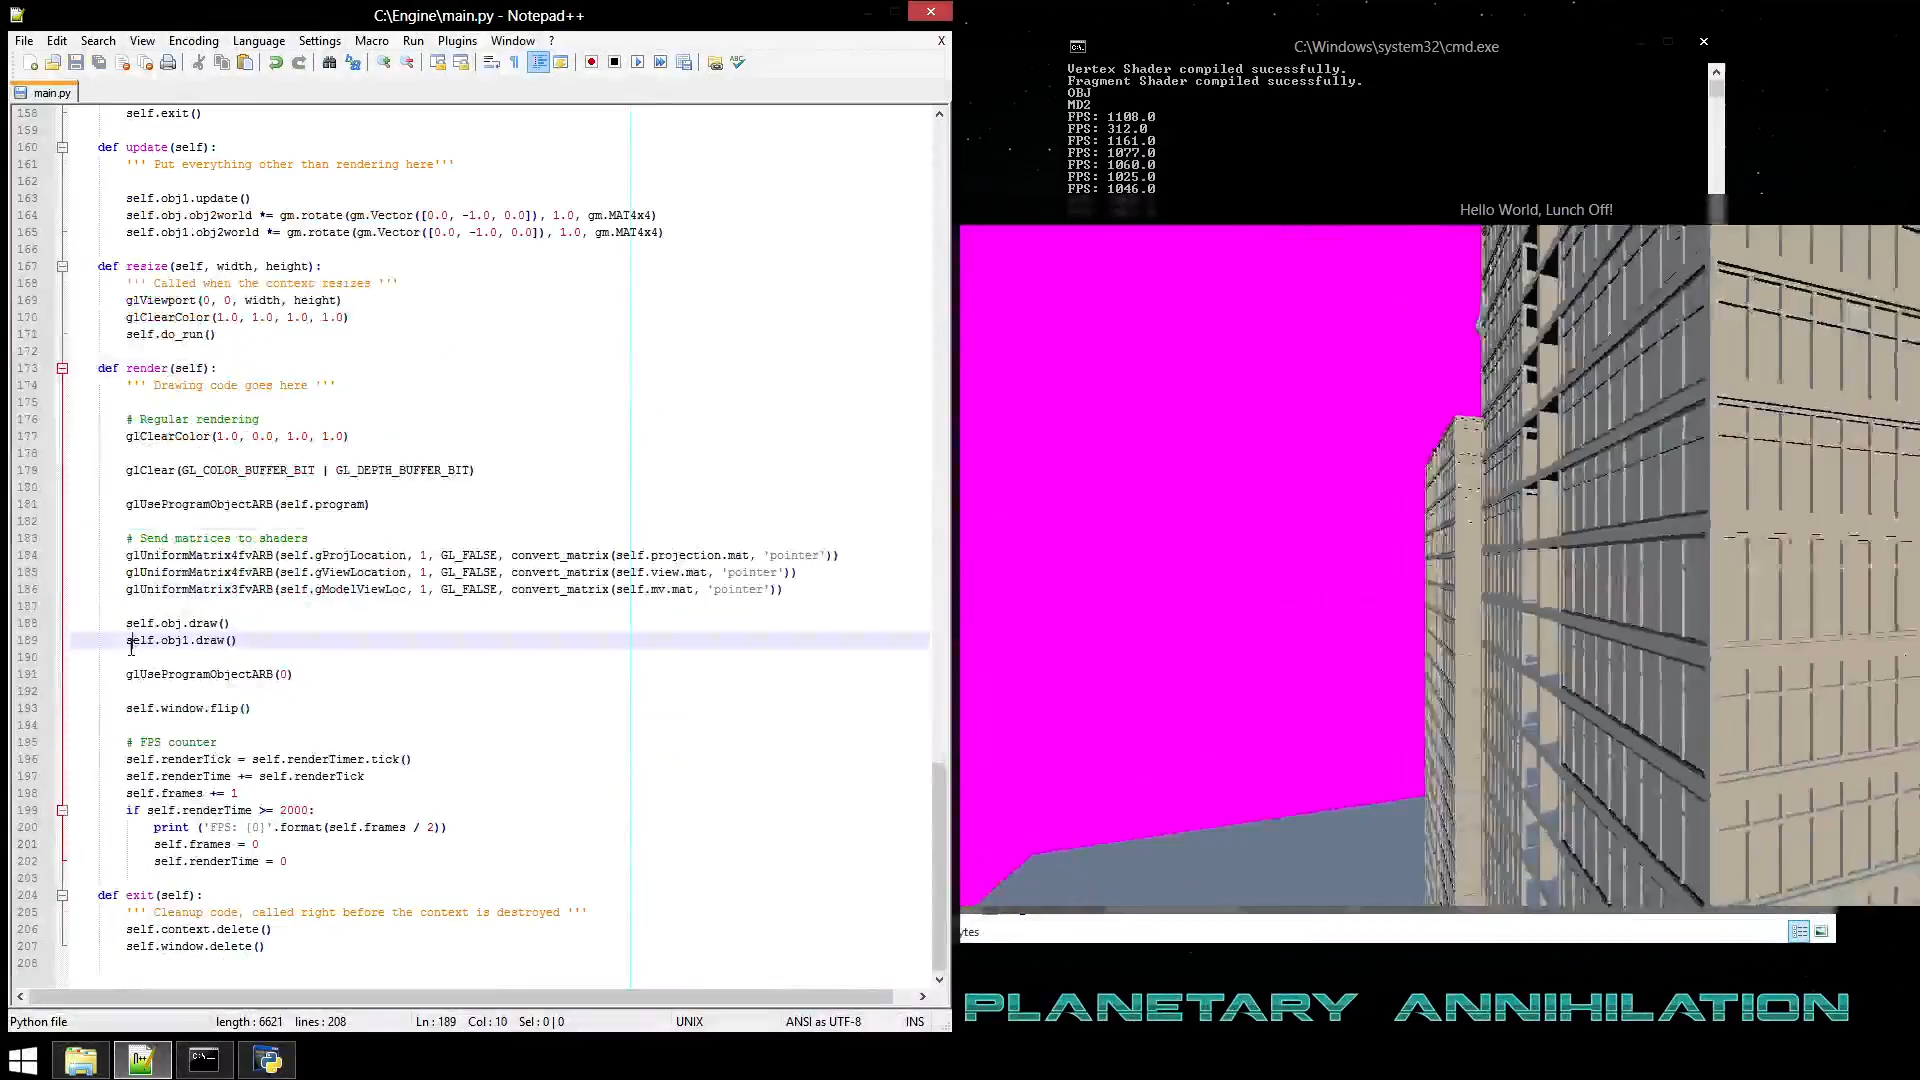 C:\Engine\main.py - Notepad++
File Edit Search View Encoding Language Settings Macro Run Plugins Window ? X
main.py
158 self.exit()
159
160 def update(self):
161 ''' Put everything other than rendering here'''
162
163 self.obj1.update()
164 self.obj.obj2world *= gm.rotate(gm.Vector([0.0, -1.0, 0.0]), 1.0, gm.MAT4x4)
165 self.obj1.obj2world *= gm.rotate(gm.Vector([0.0, -1.0, 0.0]), 1.0, gm.MAT4x4)
166
167 def resize(self, width, height):
168 ''' Called when the context resizes '''
169 glViewport(0, 0, width, height)
170 glClearColor(1.0, 1.0, 1.0, 1.0)
171 self.do_run()
172
173 def render(self):
174 ''' Drawing code goes here '''
175
176 # Regular rendering
177 glClearColor(1.0, 0.0, 1.0, 1.0)
178
179 glClear(GL_COLOR_BUFFER_BIT | GL_DEPTH_BUFFER_BIT)
180
181 glUseProgramObjectARB(self.program)
182
183 # Send matrices to shaders
184 glUniformMatrix4fvARB(self.gProjLocation, 1, GL_FALSE, convert_matrix(self.projection.mat, 'pointer'))
185 glUniformMatrix4fvARB(self.gViewLocation, 1, GL_FALSE, convert_matrix(self.view.mat, 'pointer'))
186 glUniformMatrix3fvARB(self.gModelViewLoc, 1, GL_FALSE, convert_matrix(self.mv.mat, 'pointer'))
187
188 self.obj.draw()
189 self.obj1.draw()
190
191 glUseProgramObjectARB(0)
192
193 self.window.flip()
194
195 # FPS counter
196 self.renderTick = self.renderTimer.tick()
197 self.renderTime += self.renderTick
198 self.frames += 1
199 if self.renderTime >= 2000:
200 print ('FPS: {0}'.format(self.frames / 2))
201 self.frames = 0
202 self.renderTime = 0
203
204 def exit(self):
205 ''' Cleanup code, called right before the context is destroyed '''
206 self.context.delete()
207 self.window.delete()
208
Python file length : 6621 lines : 208 Ln : 189 Col : 10 Sel : 0 | 0 UNIX ANSI as UTF-8 INS
C:\Windows\system32\cmd.exe
Vertex Shader compiled sucessfully.
Fragment Shader compiled sucessfully.
OBJ
MD2
FPS: 1108.0
FPS: 312.0
FPS: 1161.0
FPS: 1077.0
FPS: 1060.0
FPS: 1025.0
FPS: 1046.0
Hello World, Lunch Off!
ytes
PLANETARY ANNIHILATION